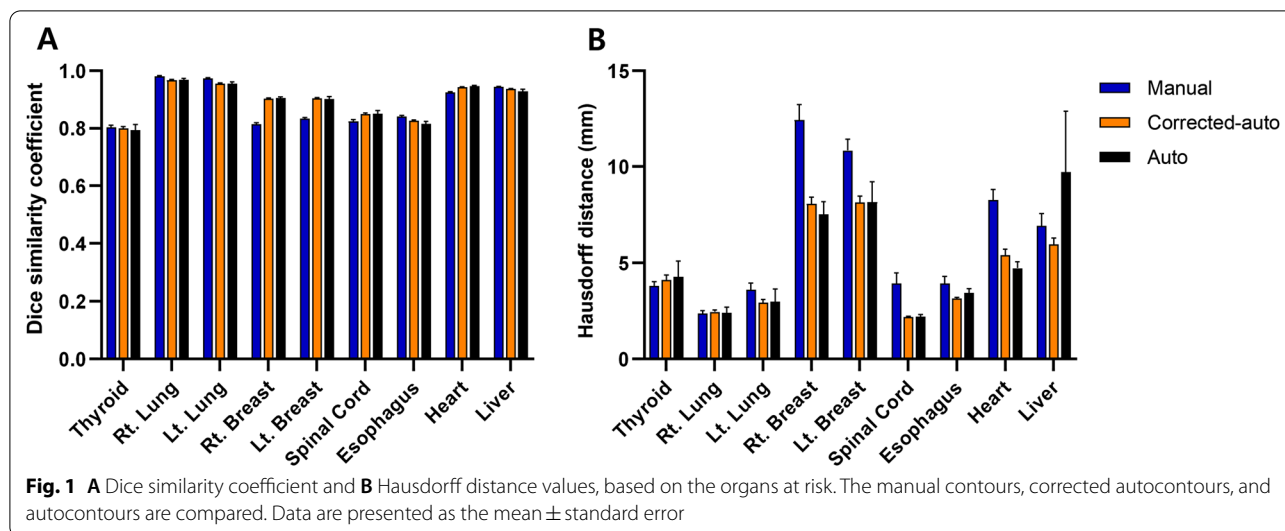 A
Dice similarity coefficient
1.0
0.8
0.6
0.4
0.2
0.0
Thyroid
Rt. Lung
Lt. Lung
Rt. Breast
Lt. Breast
Spinal Cord
Esophagus
Heart
Liver
B
Hausdorff distance (mm)
15
10
5
0
Thyroid
Rt. Lung
Lt. Lung
Rt. Breast
Lt. Breast
Spinal Cord
Esophagus
Heart
Liver
Manual
Corrected-auto
Auto
Fig. 1 A Dice similarity coefficient and B Hausdorff distance values, based on the organs at risk. The manual contours, corrected autocontours, and
autocontours are compared. Data are presented as the mean ± standard error